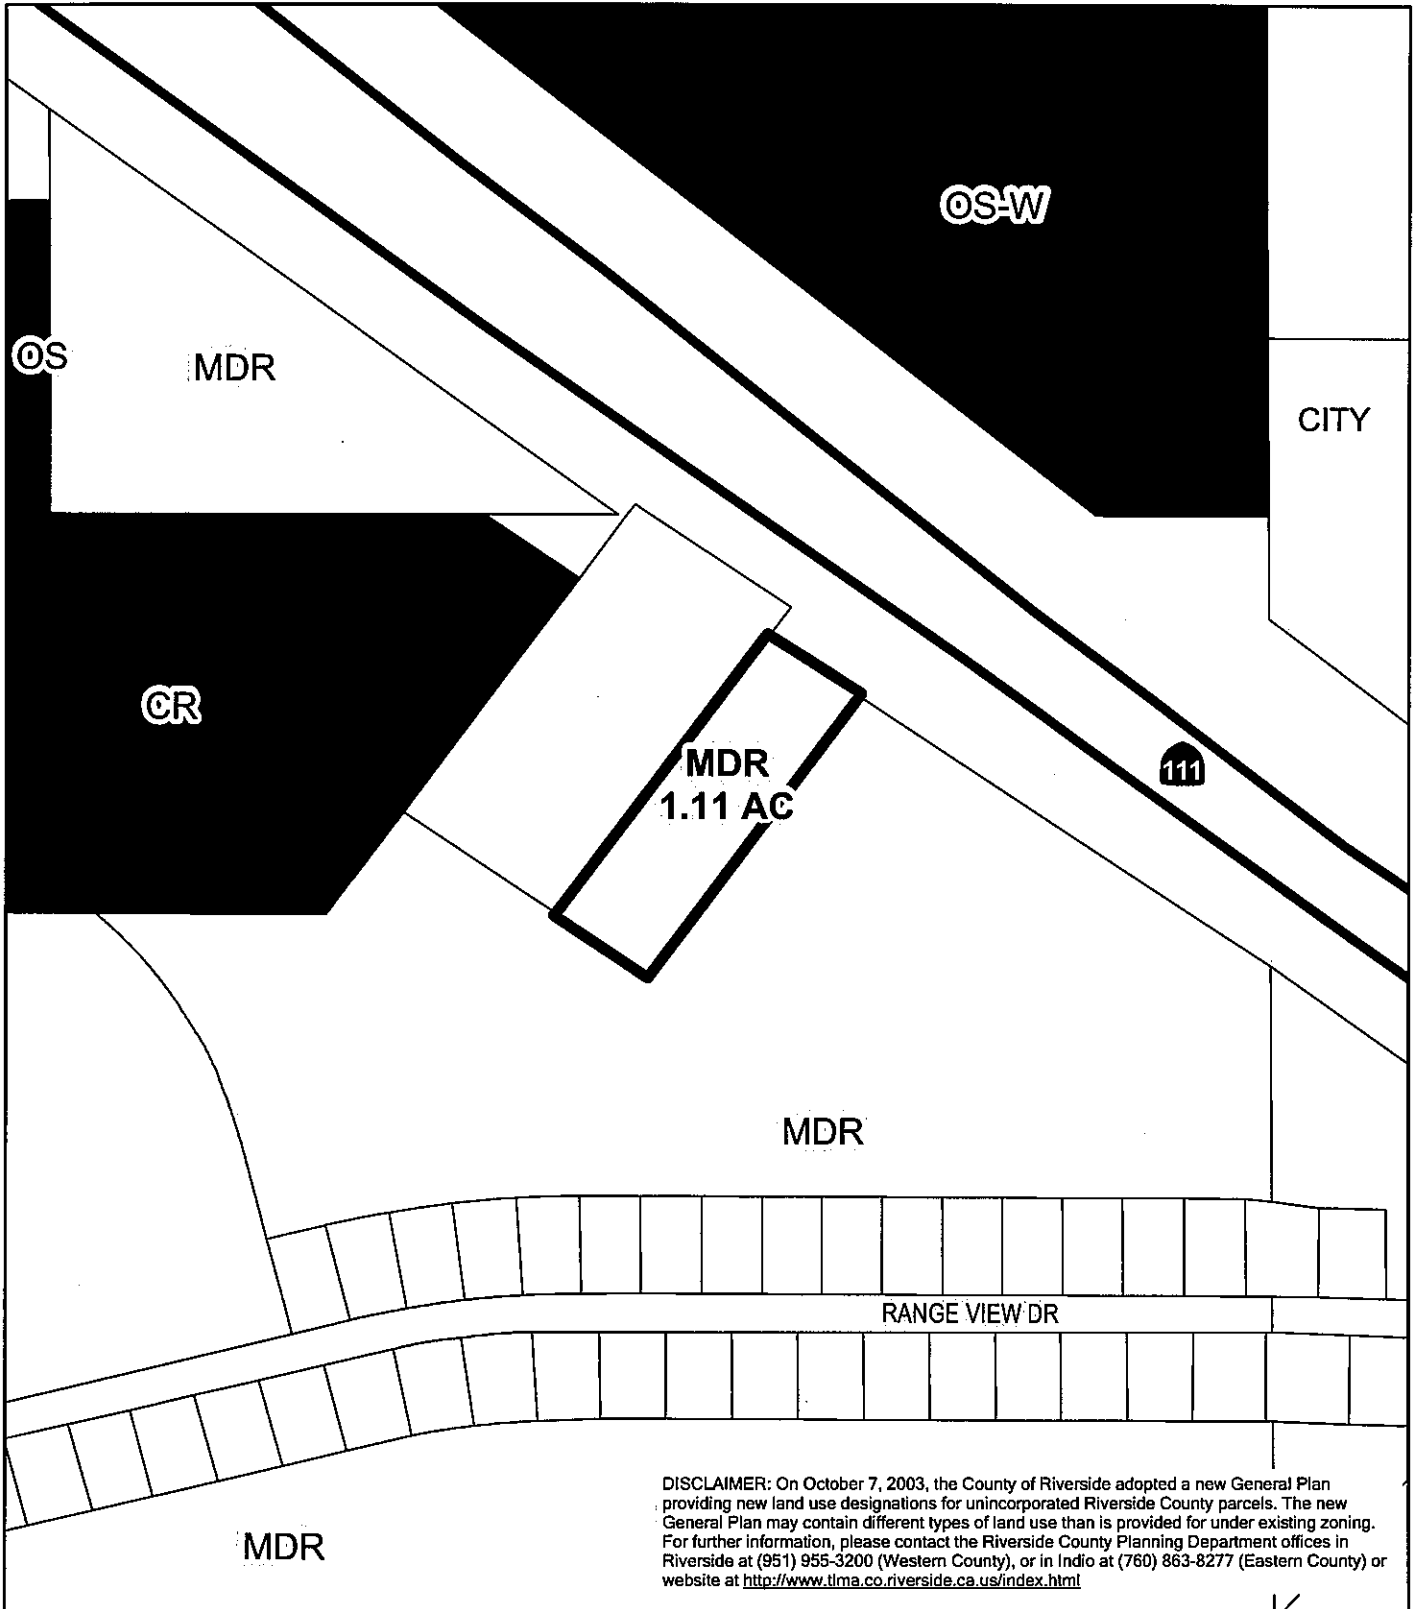 OS-W
OS
MDR
CITY
CR
MDR
1.11 AC
111
MDR
RANGE VIEW DR
MDR
DISCLAIMER: On October 7, 2003, the County of Riverside adopted a new General Plan
providing new land use designations for unincorporated Riverside County parcels. The new
General Plan may contain different types of land use than is provided for under existing zoning.
For further information, please contact the Riverside County Planning Department offices in
Riverside at (951) 955-3200 (Western County), or in Indio at (760) 863-8277 (Eastern County) or
website at http://www.tlma.co.riverside.ca.us/index.html